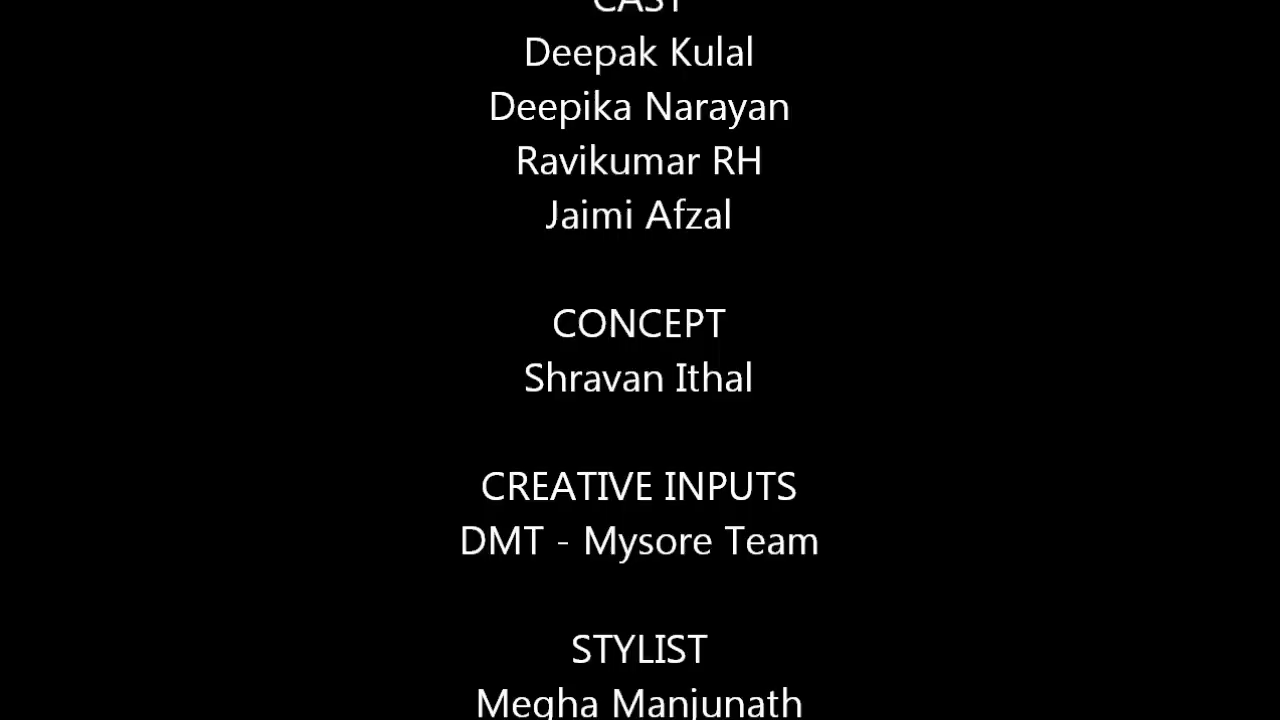 CAST
Deepak Kulal
Deepika Narayan
Ravikumar RH
Jaimi Afzal
CONCEPT
Shravan Ithal
CREATIVE INPUTS
DMT - Mysore Team
STYLIST
Megha Manjunath